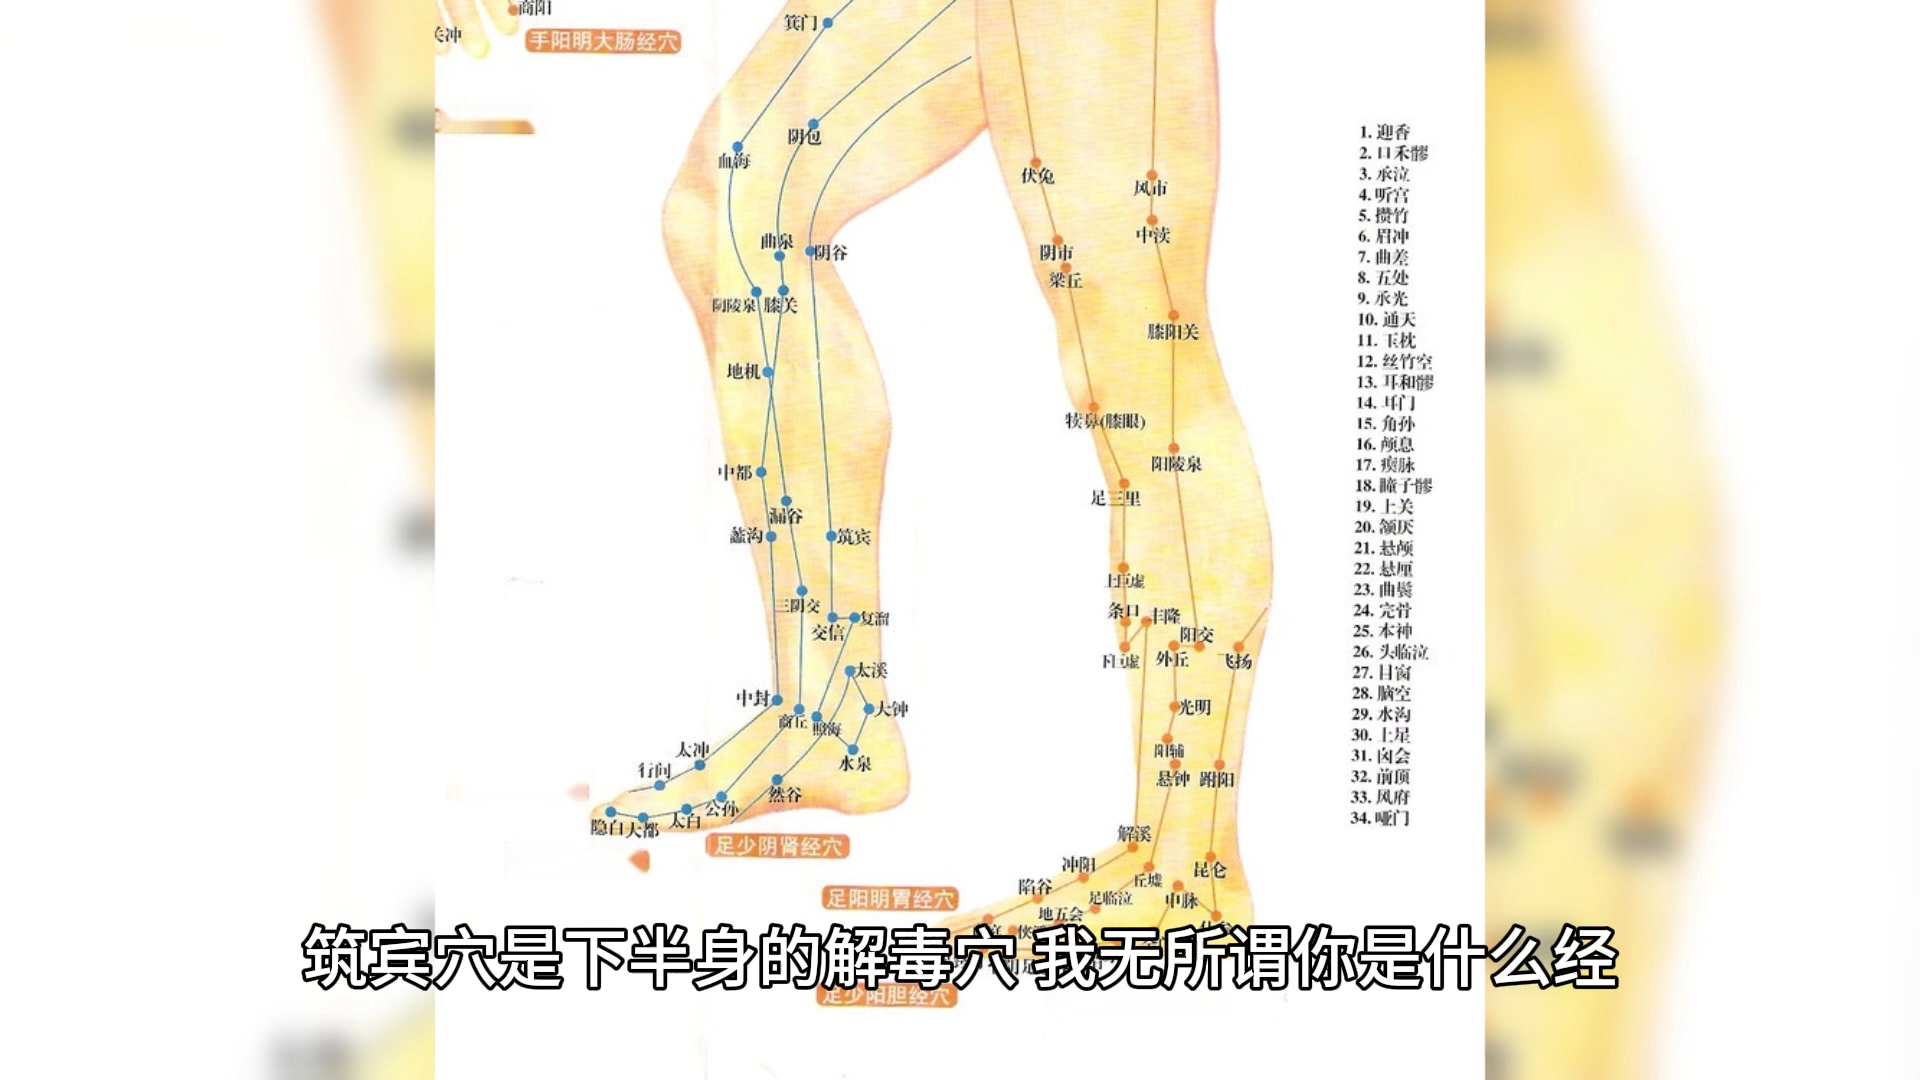 商阳
关冲
手阳明大肠经穴
箕门
阴包
血海
曲泉
阴谷
阴陵泉
膝关
地机
中都
漏谷
蠡沟
筑宾
三阴交
交信
复溜
太溪
中封
商丘
照海
大钟
太冲
水泉
行间
然谷
公孙
太白
隐白
大都
足少阴肾经穴
伏兔
风市
中渎
阴市
梁丘
膝阳关
犊鼻(膝眼)
阳陵泉
足三里
上巨虚
条口
丰隆
阳交
下巨虚
外丘
飞扬
光明
阳辅
悬钟
跗阳
解溪
冲阳
丘墟
昆仑
陷谷
足临泣
申脉
地五会
足阳明胃经穴
足少阳胆经穴
1. 迎香
2. 口禾髎
3. 承泣
4. 听宫
5. 攒竹
6. 眉冲
7. 曲差
8. 五处
9. 承光
10. 通天
11. 玉枕
12. 丝竹空
13. 耳和髎
14. 耳门
15. 角孙
16. 颅息
17. 瘈脉
18. 瞳子髎
19. 上关
20. 颔厌
21. 悬颅
22. 悬厘
23. 曲鬓
24. 完骨
25. 本神
26. 头临泣
27. 目窗
28. 脑空
29. 水沟
30. 上星
31. 囟会
32. 前顶
33. 风府
34. 哑门
筑宾穴是下半身的解毒穴 我无所谓你是什么经